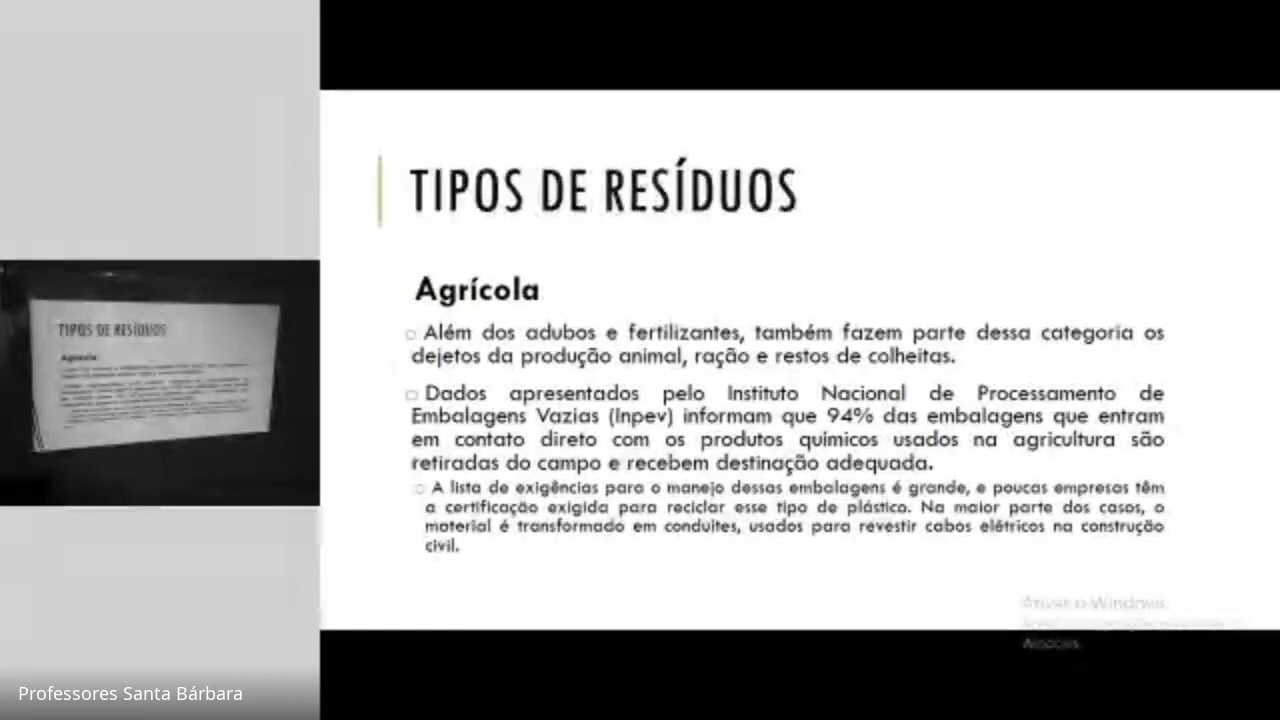 TIPOS DE RESÍDUOS
Agrícola
Além dos adubos e fertilizantes, também fazem parte dessa categoria os
dejetos da produção animal, ração e restos de colheitas.
Dados apresentados pelo Instituto Nacional de Processamento de
Embalagens Vazias (Inpev) informam que 94% das embalagens que entram
em contato direto com os produtos químicos usados na agricultura são
retiradas do campo e recebem destinação adequada.
A lista de exigências para o manejo dessas embalagens é grande, e poucas empresas têm
a certificação exigida para reciclar esse tipo de plástico. Na maior parte dos casos, o
material é transformado em conduítes, usados para revestir cabos elétricos na construção
civil.
Ativar o Windows
TIPOS DE RESÍDUOS
Agrícola
Professores Santa Bárbara